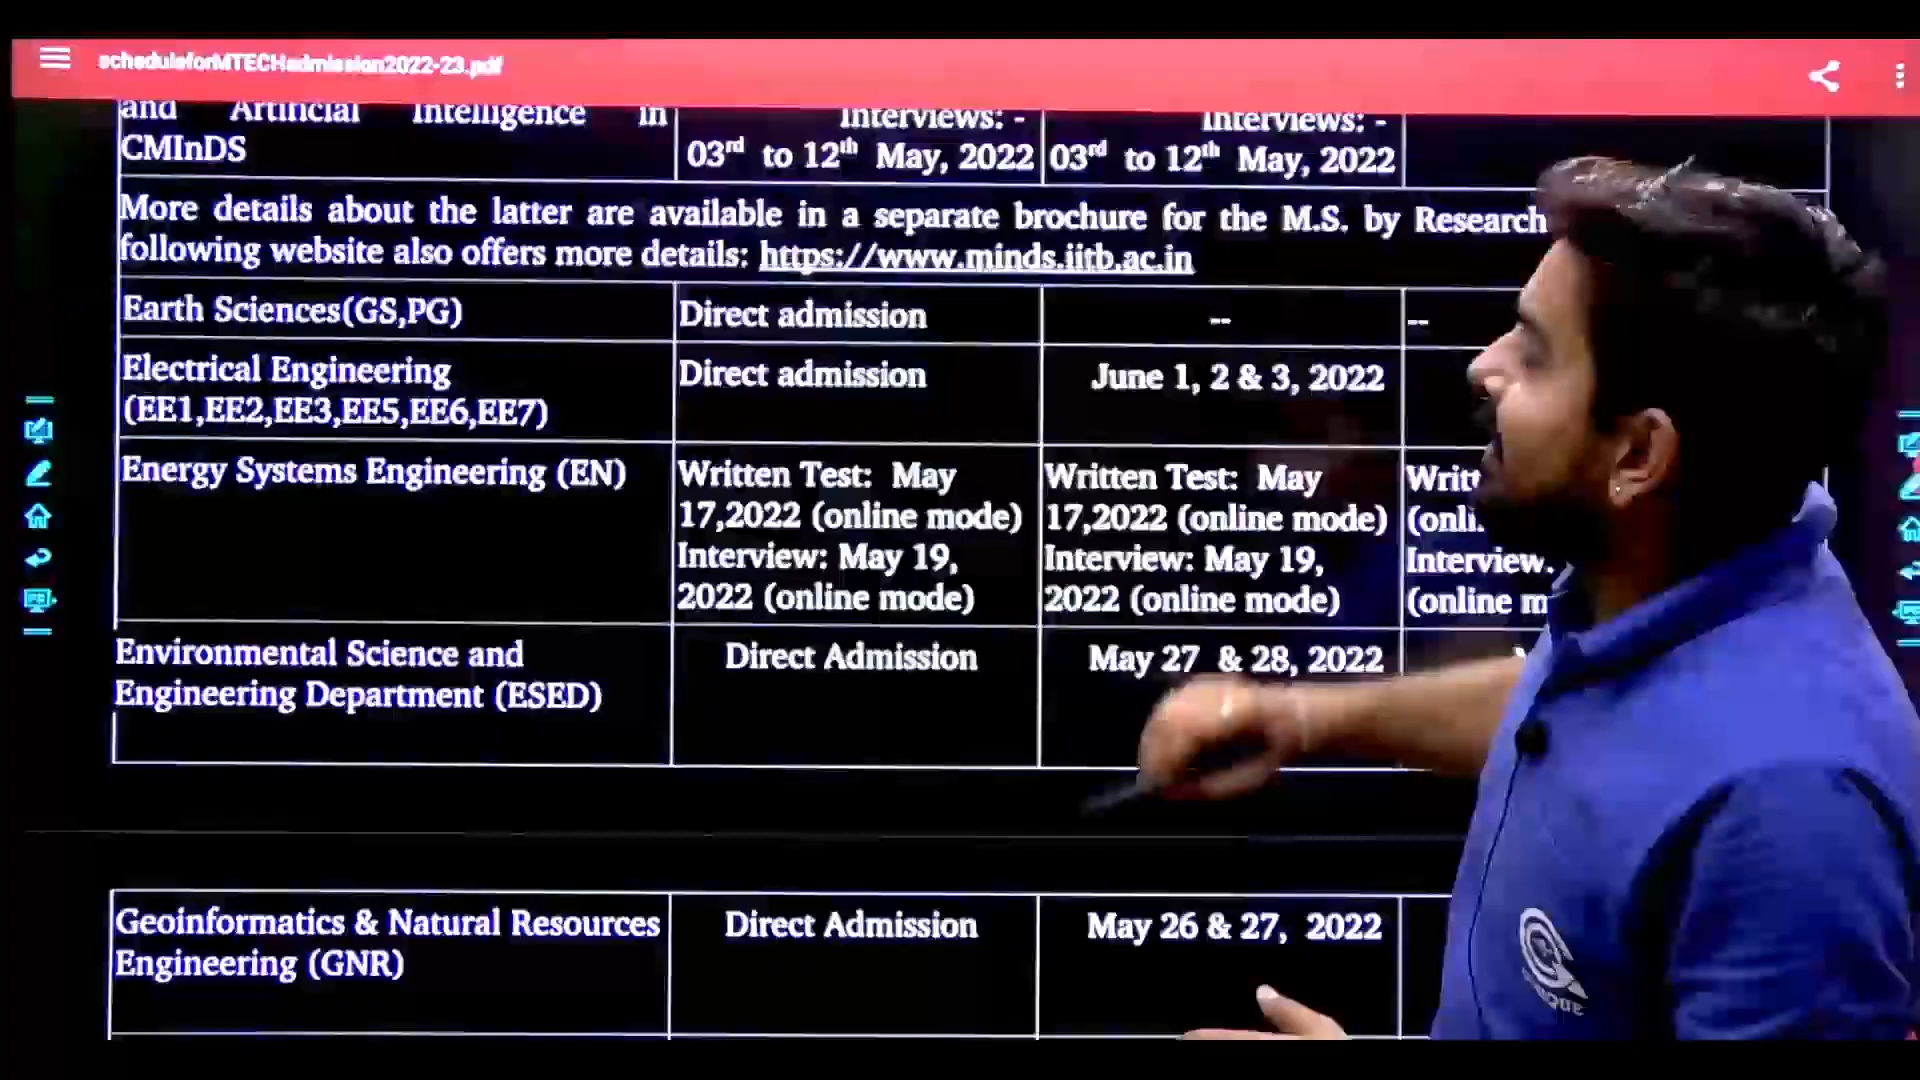 scheduleforMTECHadmission2022-23.pdf
and Artificial Intelligence in
CMInDS
Interviews: -
03rd to 12th May, 2022
Interviews: -
03rd to 12th May, 2022
More details about the latter are available in a separate brochure for the M.S. by Research
following website also offers more details: https://www.minds.iitb.ac.in
Earth Sciences(GS,PG)
Direct admission
--
--
Electrical Engineering
(EE1,EE2,EE3,EE5,EE6,EE7)
Direct admission
June 1, 2 & 3, 2022
Energy Systems Engineering (EN)
Written Test: May
17,2022 (online mode)
Interview: May 19,
2022 (online mode)
Written Test: May
17,2022 (online mode)
Interview: May 19,
2022 (online mode)
Interview
(online
Environmental Science and
Engineering Department (ESED)
Direct Admission
May 27 & 28, 2022
Geoinformatics & Natural Resources
Engineering (GNR)
Direct Admission
May 26 & 27, 2022